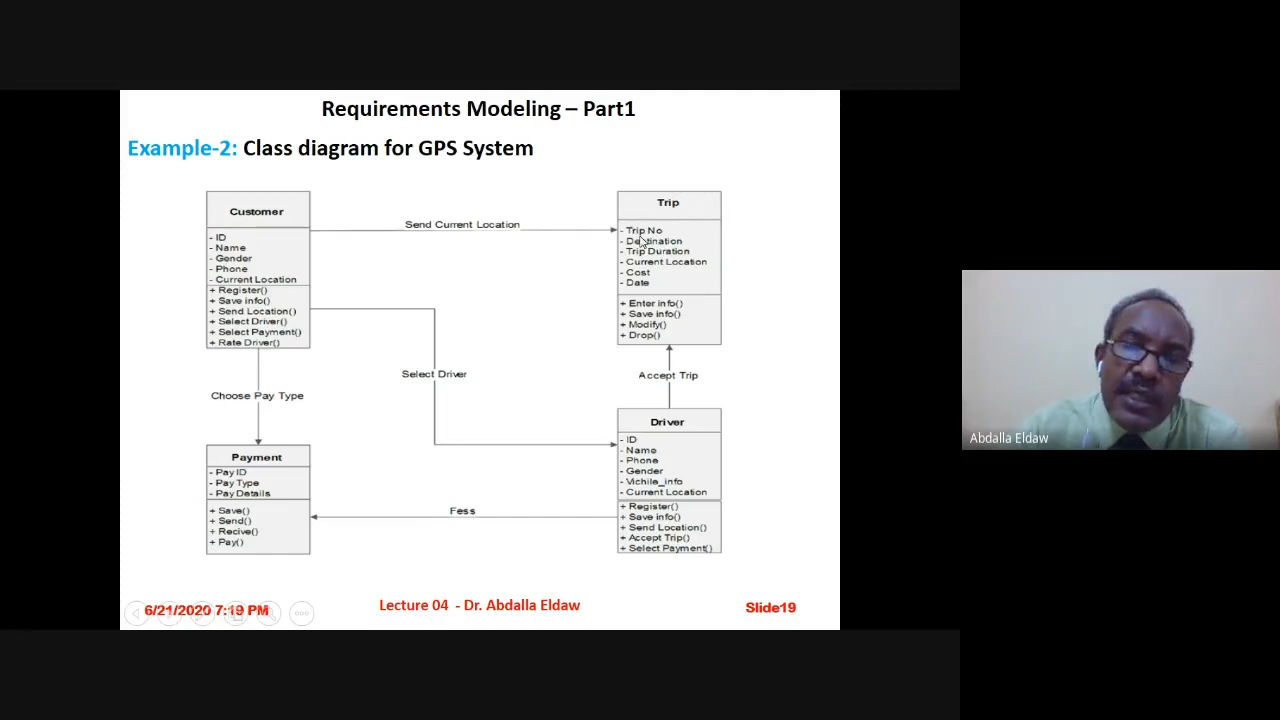 Requirements Modeling – Part1
Example-2: Class diagram for GPS System
Customer
- ID
- Name
- Gender
- Phone
- Current Location
+ Register()
+ Save info()
+ Send Location()
+ Select Driver()
+ Select Payment()
+ Rate Driver()
Send Current Location
Trip
- Trip No
- Destination
- Trip Duration
- Current Location
- Cost
- Date
+ Enter info()
+ Save info()
+ Modify()
+ Drop()
Select Driver
Accept Trip
Choose Pay Type
Driver
- ID
- Name
- Phone
- Gender
- Vichile_info
- Current Location
+ Register()
+ Save info()
+ Send Location()
+ Accept Trip()
+ Select Payment()
Payment
- Pay ID
- Pay Type
- Pay Details
+ Save()
+ Send()
+ Recive()
+ Pay()
Fess
6/21/2020 7:19 PM
Lecture 04 - Dr. Abdalla Eldaw
Slide19
Abdalla Eldaw